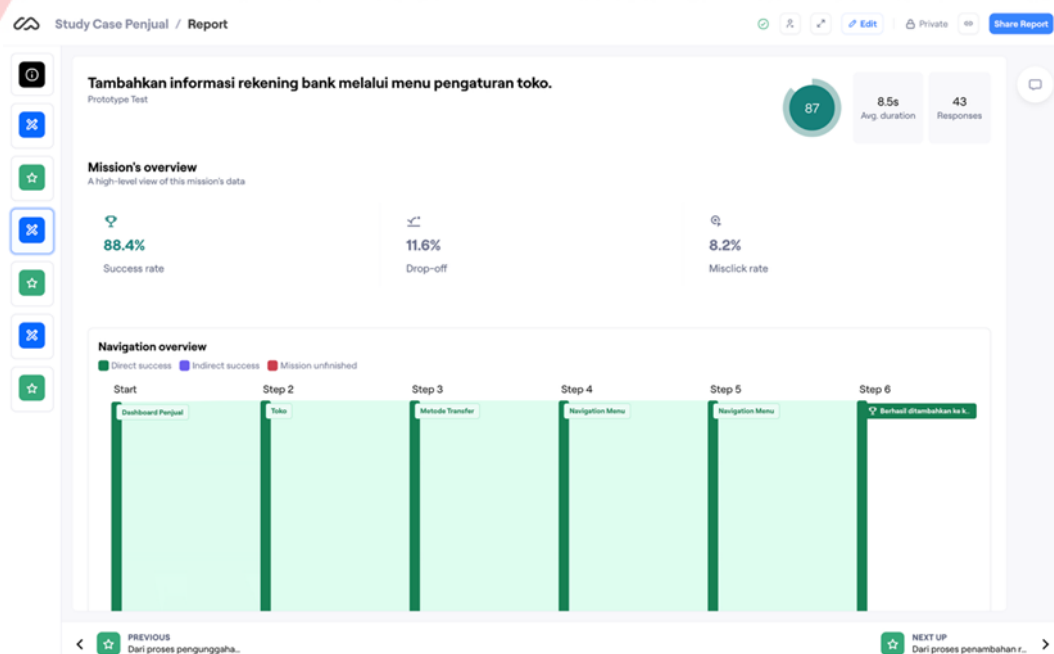 Study Case Penjual / Report
Edit
Private
Share Report
Tambahkan informasi rekening bank melalui menu pengaturan toko.
Prototype Test
87
8.5s
Avg. duration
43
Responses
Mission's overview
A high-level view of this mission's data
88.4%
Success rate
11.6%
Drop-off
8.2%
Misclick rate
Navigation overview
Direct success Indirect success Mission unfinished
Start Step 2 Step 3 Step 4 Step 5 Step 6
Dashboard Penjual Toko Metode Transfer Navigation Menu Navigation Menu Berhasil ditambahkan ke k..
PREVIOUS
Dari proses pengunggaha...
NEXT UP
Dari proses penambahan r...